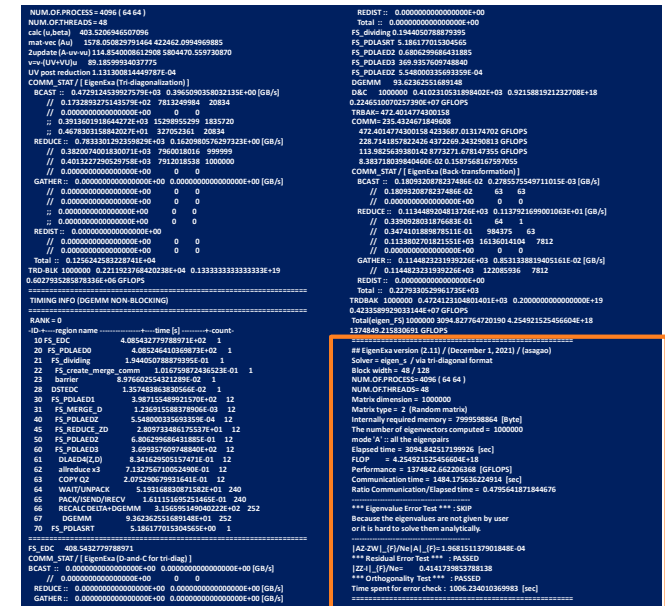 NUM.OF.PROCESS= 4096 ( 64 64 )
NUM.OF.THREADS= 48
calc (u,beta) 403.5206946507096
mat-vec (Au) 1578.050829791464 422462.0994969885
2update (A-uv-vu) 114.8540008612908 5804470.559730870
v=v-(UV+VU)u 89.18599934037775
UV post reduction 1.131300814449787E-04
COMM_STAT / [ EigenExa (Tri-diagonalization) ]
BCAST :: 0.4729124539927579E+03 0.3965090358032135E+00 [GB/s]
// 0.1732893275143579E+02 7813249984 20834
// 0.0000000000000000E+00 0 0
;; 0.3913601918644272E+03 15298955299 1835720
;; 0.4678303158842027E+01 327052361 20834
REDUCE :: 0.7833301292359829E+03 0.1620980576297323E+00 [GB/s]
// 0.3820074001830071E+03 7960018016 999999
// 0.4013227290529758E+03 7912018538 1000000
// 0.0000000000000000E+00 0 0
GATHER :: 0.0000000000000000E+00 0.0000000000000000E+00 [GB/s]
// 0.0000000000000000E+00 0 0
// 0.0000000000000000E+00 0 0
;; 0.0000000000000000E+00 0 0
;; 0.0000000000000000E+00 0 0
REDIST :: 0.0000000000000000E+00
// 0.0000000000000000E+00 0 0
// 0.0000000000000000E+00 0 0
Total :: 0.1256242583228741E+04
TRD-BLK 1000000 0.2211923768420238E+04 0.1333333333333333E+19
0.6027935285878336E+06 GFLOPS
==================================================
TIMING INFO (DGEMM NON-BLOCKING)
==================================================
RANK = 0
-ID-+----region name ----------------+----time [s] ---------+-count-
10 FS_EDC 4.085432779788971E+02 1
20 FS_PDLAED0 4.085246410369873E+02 1
21 FS_dividing 1.944050788879395E-01 1
22 FS_create_merge_comm 1.016759872436523E-01 1
23 barrier 8.976602554321289E-02 1
28 DSTEDC 1.357483863830566E-02 1
30 FS_PDLAED1 3.987155489921570E+02 12
31 FS_MERGE_D 1.236915588378906E-03 12
40 FS_PDLAEDZ 5.548000335693359E-04 12
45 FS_REDUCE_ZD 2.809733486175537E+01 12
50 FS_PDLAED2 6.806299686431885E-01 12
60 FS_PDLAED3 3.699357609748840E+02 12
61 DLAED4(Z,D) 8.341629505157471E-01 12
62 allreduce x3 7.132756710052490E-01 12
63 COPY Q2 2.075290679931641E-01 12
64 WAIT/UNPACK 5.193168830871582E+01 240
65 PACK/ISEND/IRECV 1.611151695251465E-01 240
66 RECALC DELTA+DGEMM 3.156595149040222E+02 252
67 DGEMM 9.362362551689148E+01 252
70 FS_PDLASRT 5.186177015304565E+00 1
==================================================
FS_EDC 408.5432779788971
COMM_STAT / [ EigenExa (D-and-C for tri-diag) ]
BCAST :: 0.0000000000000000E+00 0.0000000000000000E+00 [GB/s]
// 0.0000000000000000E+00 0 0
REDUCE :: 0.0000000000000000E+00 0.0000000000000000E+00 [GB/s]
GATHER :: 0.0000000000000000E+00 0.0000000000000000E+00 [GB/s]
REDIST :: 0.0000000000000000E+00
Total :: 0.0000000000000000E+00
FS_dividing 0.1944050788879395
FS_PDLASRT 5.186177015304565
FS_PDLAED2 0.6806299686431885
FS_PDLAED3 369.9357609748840
FS_PDLAEDZ 5.548000335693359E-04
DGEMM 93.62362551689148
D&C 1000000 0.4102310531898402E+03 0.9215881921232708E+18
0.2246510070257390E+07 GFLOPS
TRBAK= 472.4014774300158
COMM= 235.4324671849608
472.4014774300158 4233687.013174702 GFLOPS
228.7141857822426 4372269.243290813 GFLOPS
113.9825639380142 8773271.678147355 GFLOPS
8.383718039840460E-02 0.1587568167597055
COMM_STAT / [ EigenExa (Back-transformation) ]
BCAST :: 0.1809320878237486E-02 0.2785575549711015E-03 [GB/s]
// 0.1809320878237486E-02 63 63
// 0.0000000000000000E+00 0 0
REDUCE :: 0.1134489204813726E+03 0.1137921699001063E+01 [GB/s]
// 0.3390928031876683E-01 64 1
// 0.3474101889878511E-01 984375 63
// 0.1133802701821551E+03 16136014104 7812
// 0.0000000000000000E+00 0 0
GATHER :: 0.1144823231939226E+03 0.8531338819405161E-02 [GB/s]
// 0.1144823231939226E+03 122085936 7812
REDIST :: 0.0000000000000000E+00
Total :: 0.2279330529961735E+03
TRDBAK 1000000 0.4724123104801401E+03 0.2000000000000000E+19
0.4233589929033144E+07 GFLOPS
Total(eigen_FS) 1000000 3094.827764720190 4.254921525456604E+18
1374849.215830691 GFLOPS
==================================================
## EigenExa version (2.11) / (December 1, 2021) / (asagao)
Solver = eigen_s / via tri-diagonal format
Block width = 48 / 128
NUM.OF.PROCESS= 4096 ( 64 64 )
NUM.OF.THREADS= 48
Matrix dimension = 1000000
Matrix type = 2 (Random matrix)
Internally required memory = 7999598864 [Byte]
The number of eigenvectors computed = 1000000
mode 'A' :: all the eigenpairs
Elapsed time = 3094.842517199926 [sec]
FLOP = 4.254921525456604E+18
Performance = 1374842.662206368 [GFLOPS]
Communication time = 1484.175636224914 [sec]
Ratio Communication/Elapsed time = 0.4795641871844676
---------------------------------------------
*** Eigenvalue Error Test *** : SKIP
Because the eigenvalues are not given by user
or it is hard to solve them analytically.
---------------------------------------------
|AZ-ZW|_{F}/Ne|A|_{F}= 1.968151137901848E-04
*** Residual Error Test *** : PASSED
|ZZ-I|_{F}/Ne= 0.4141739853788138
*** Orthogonality Test *** : PASSED
Time spent for error check : 1006.234010369983 [sec]
==================================================